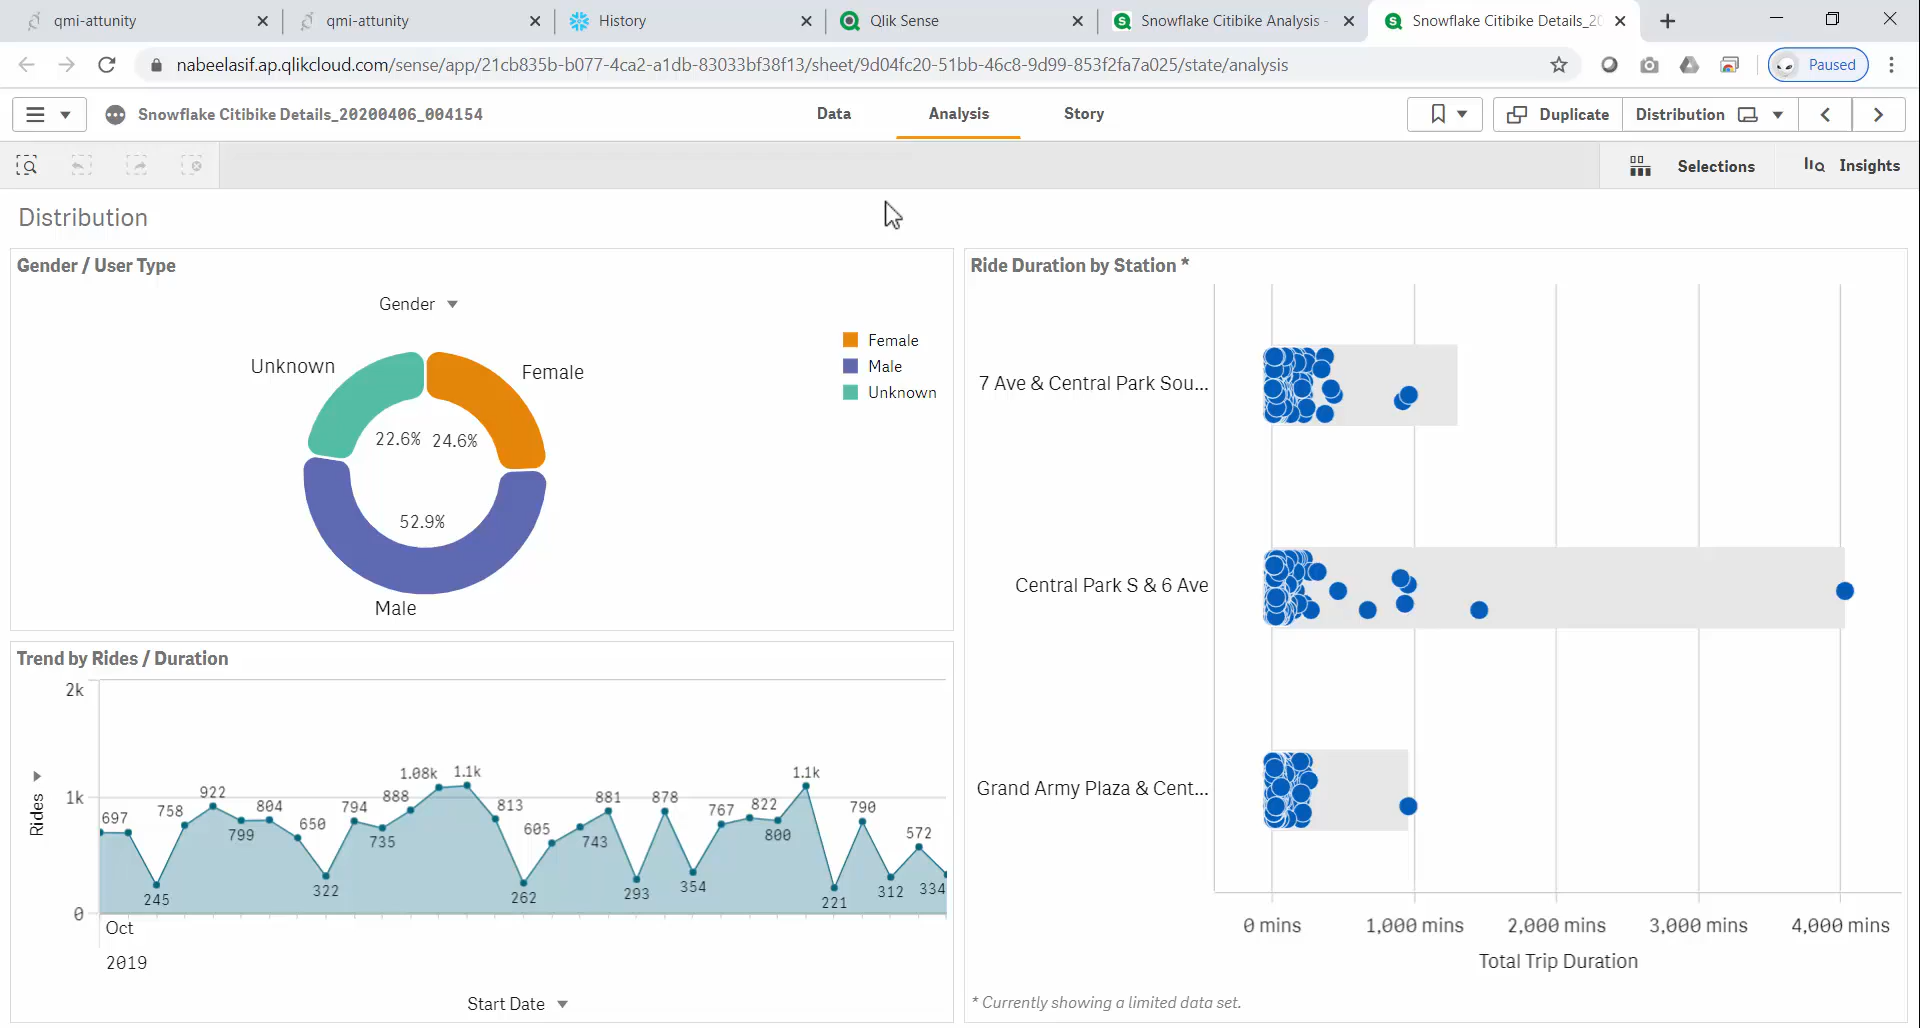 qmi-attunity
qmi-attunity
History
Qlik Sense
Snowflake Citibike Analysis -
Snowflake Citibike Details_20
nabeelasif.ap.qlikcloud.com/sense/app/21cb835b-b077-4ca2-a1db-83033bf38f13/sheet/9d04fc20-51bb-46c8-9d99-853f2fa7a025/state/analysis
Paused
Snowflake Citibike Details_20200406_004154
Data
Analysis
Story
Duplicate
Distribution
Selections
Insights
Distribution
Gender / User Type
Gender
Unknown
Female
22.6%
24.6%
52.9%
Male
Female
Male
Unknown
Trend by Rides / Duration
Rides
2k
1k
0
697
245
758
922
799
804
650
322
794
735
888
1.08k
1.1k
813
262
605
743
881
293
878
354
767
822
800
1.1k
221
790
312
572
334
Oct
2019
Start Date
Ride Duration by Station *
7 Ave & Central Park Sou...
Central Park S & 6 Ave
Grand Army Plaza & Cent...
0 mins
1,000 mins
2,000 mins
3,000 mins
4,000 mins
Total Trip Duration
* Currently showing a limited data set.